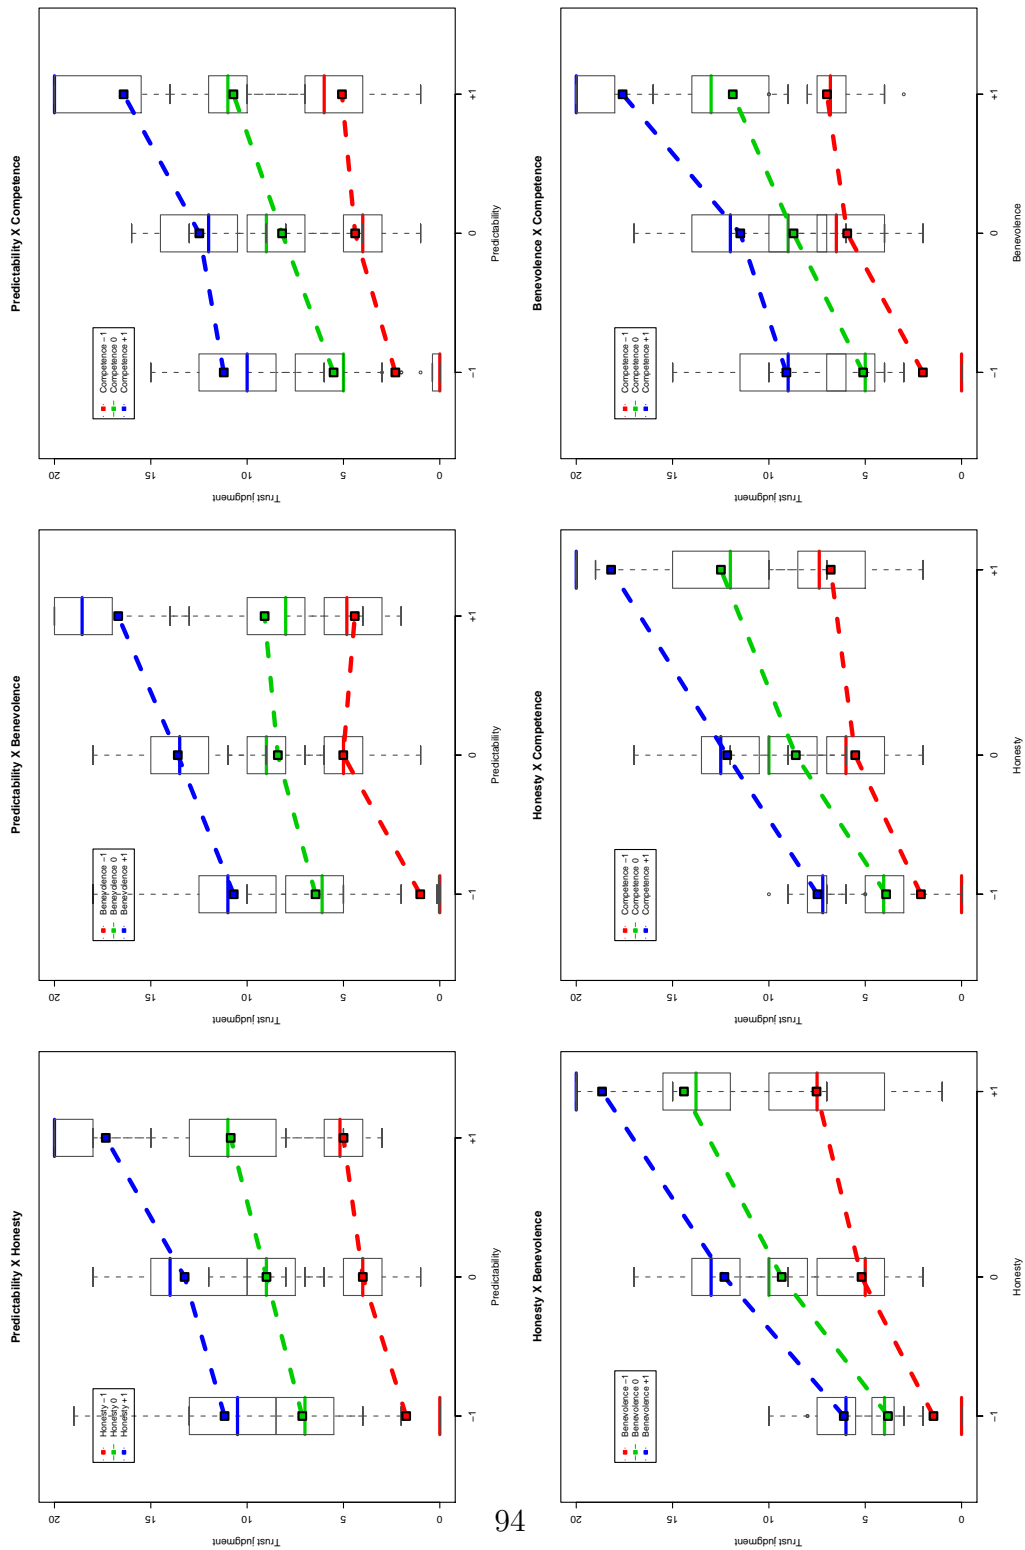 Predictability X Honesty
Trust judgment
20
15
10
5
0
Honesty −1
Honesty 0
Honesty +1
−1 0 +1
Predictability
Predictability X Benevolence
Trust judgment
20
15
10
5
0
Benevolence −1
Benevolence 0
Benevolence +1
−1 0 +1
Predictability
Predictability X Competence
Trust judgment
20
15
10
5
0
Competence −1
Competence 0
Competence +1
−1 0 +1
Predictability
Honesty X Benevolence
Trust judgment
20
15
10
5
0
Benevolence −1
Benevolence 0
Benevolence +1
−1 0 +1
Honesty
Honesty X Competence
Trust judgment
20
15
10
5
0
Competence −1
Competence 0
Competence +1
−1 0 +1
Honesty
Benevolence X Competence
Trust judgment
20
15
10
5
0
Competence −1
Competence 0
Competence +1
−1 0 +1
Benevolence
94